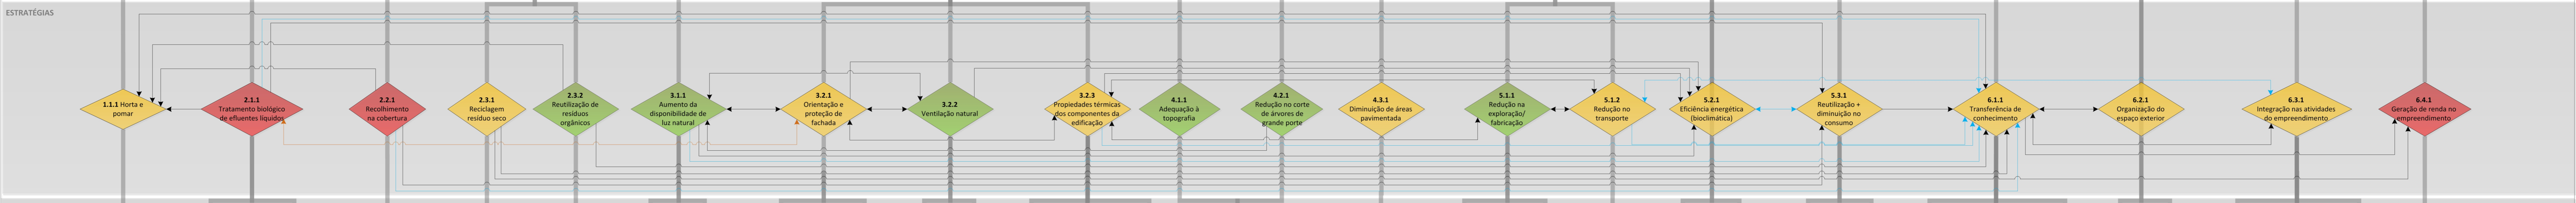 ESTRATÉGIAS
1.1.1 Horta e
pomar
2.1.1
Tratamento biológico
de efluentes líquidos
2.2.1
Recolhimento
na cobertura
2.3.1
Reciclagem
resíduo seco
2.3.2
Reutilização de
resíduos
orgânicos
3.1.1
Aumento da
disponibilidade de
luz natural
3.2.1
Orientação e
proteção de
fachada
3.2.2
Ventilação natural
3.2.3
Propiedades térmicas
dos componentes da
edificação
4.1.1
Adequação à
topografia
4.2.1
Redução no corte
de árvores de
grande porte
4.3.1
Diminuição de áreas
pavimentada
5.1.1
Redução na
exploração/
fabricação
5.1.2
Redução no
transporte
5.2.1
Eficiência energética
(bioclimática)
5.3.1
Reutilização +
diminuição no
consumo
6.1.1
Transferência de
conhecimento
6.2.1
Organização do
espaço exterior
6.3.1
Integração nas atividades
do empreendimento
6.4.1
Geração de renda no
empreendimento